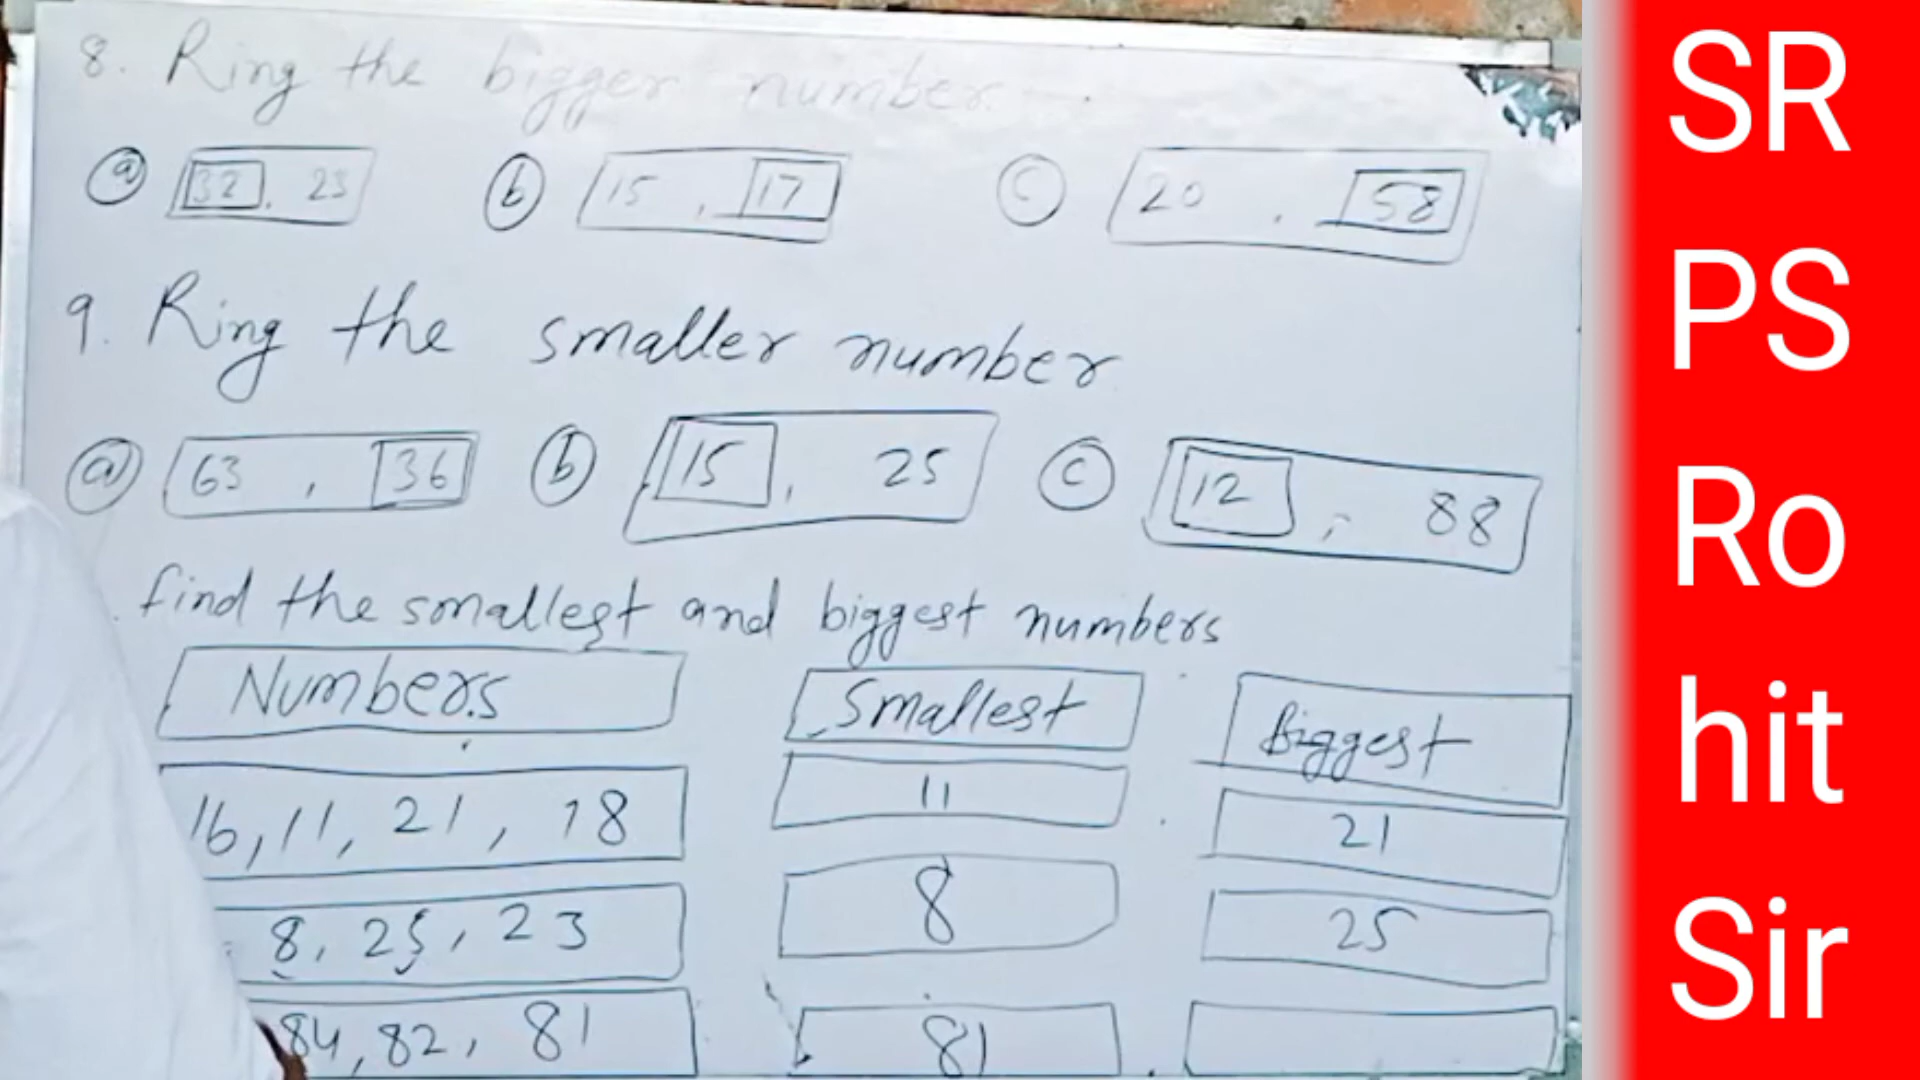 8. Ring the bigger number.
(a) 32, 23 (b) 15, 17 (c) 20, 58
9. Ring the smaller number
(a) 63, 36 (b) 15, 25 (c) 12, 88
find the smallest and biggest numbers
Numbers Smallest Biggest
16, 11, 21, 18 11 21
8, 25, 23 8 25
84, 82, 81 81
SR
PS
Ro
hit
Sir